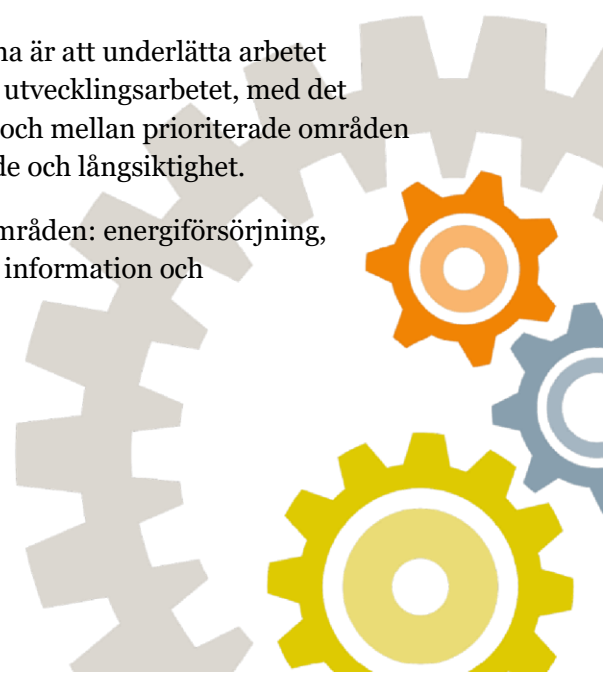 na är att underlätta arbetet
utvecklingsarbetet, med det
och mellan prioriterade områden
de och långsiktighet.
mråden: energiförsörjning,
information och